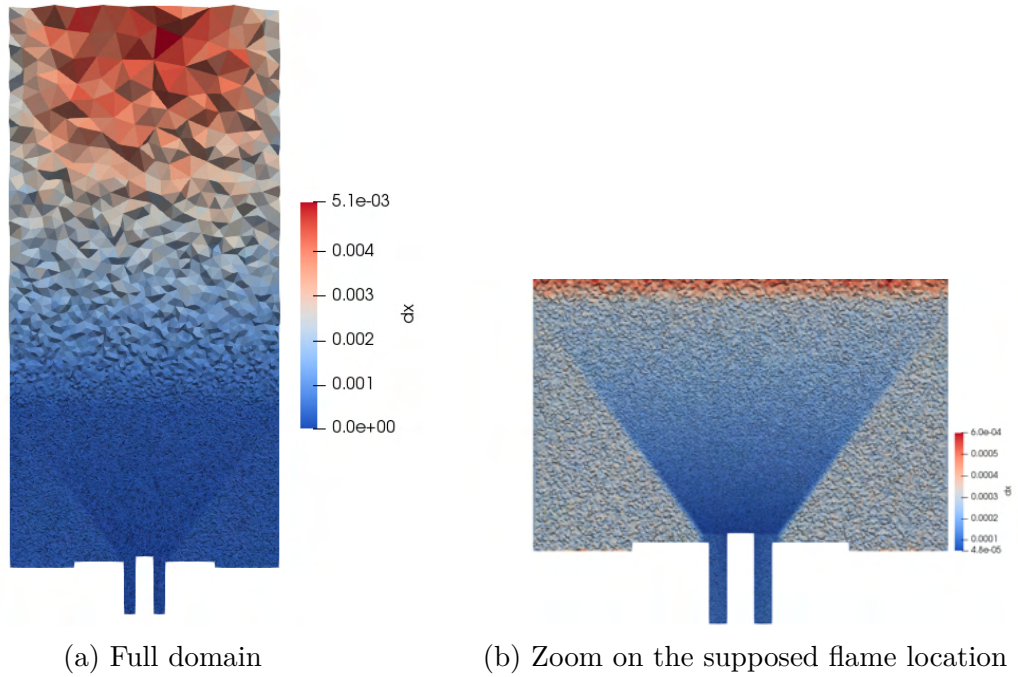 5.1e-03
0.004
0.003
0.002
0.001
0.0e+00
dx
6.0e-04
0.0005
0.0004
0.0003
0.0002
0.0001
4.8e-05
dx
(a) Full domain
(b) Zoom on the supposed flame location